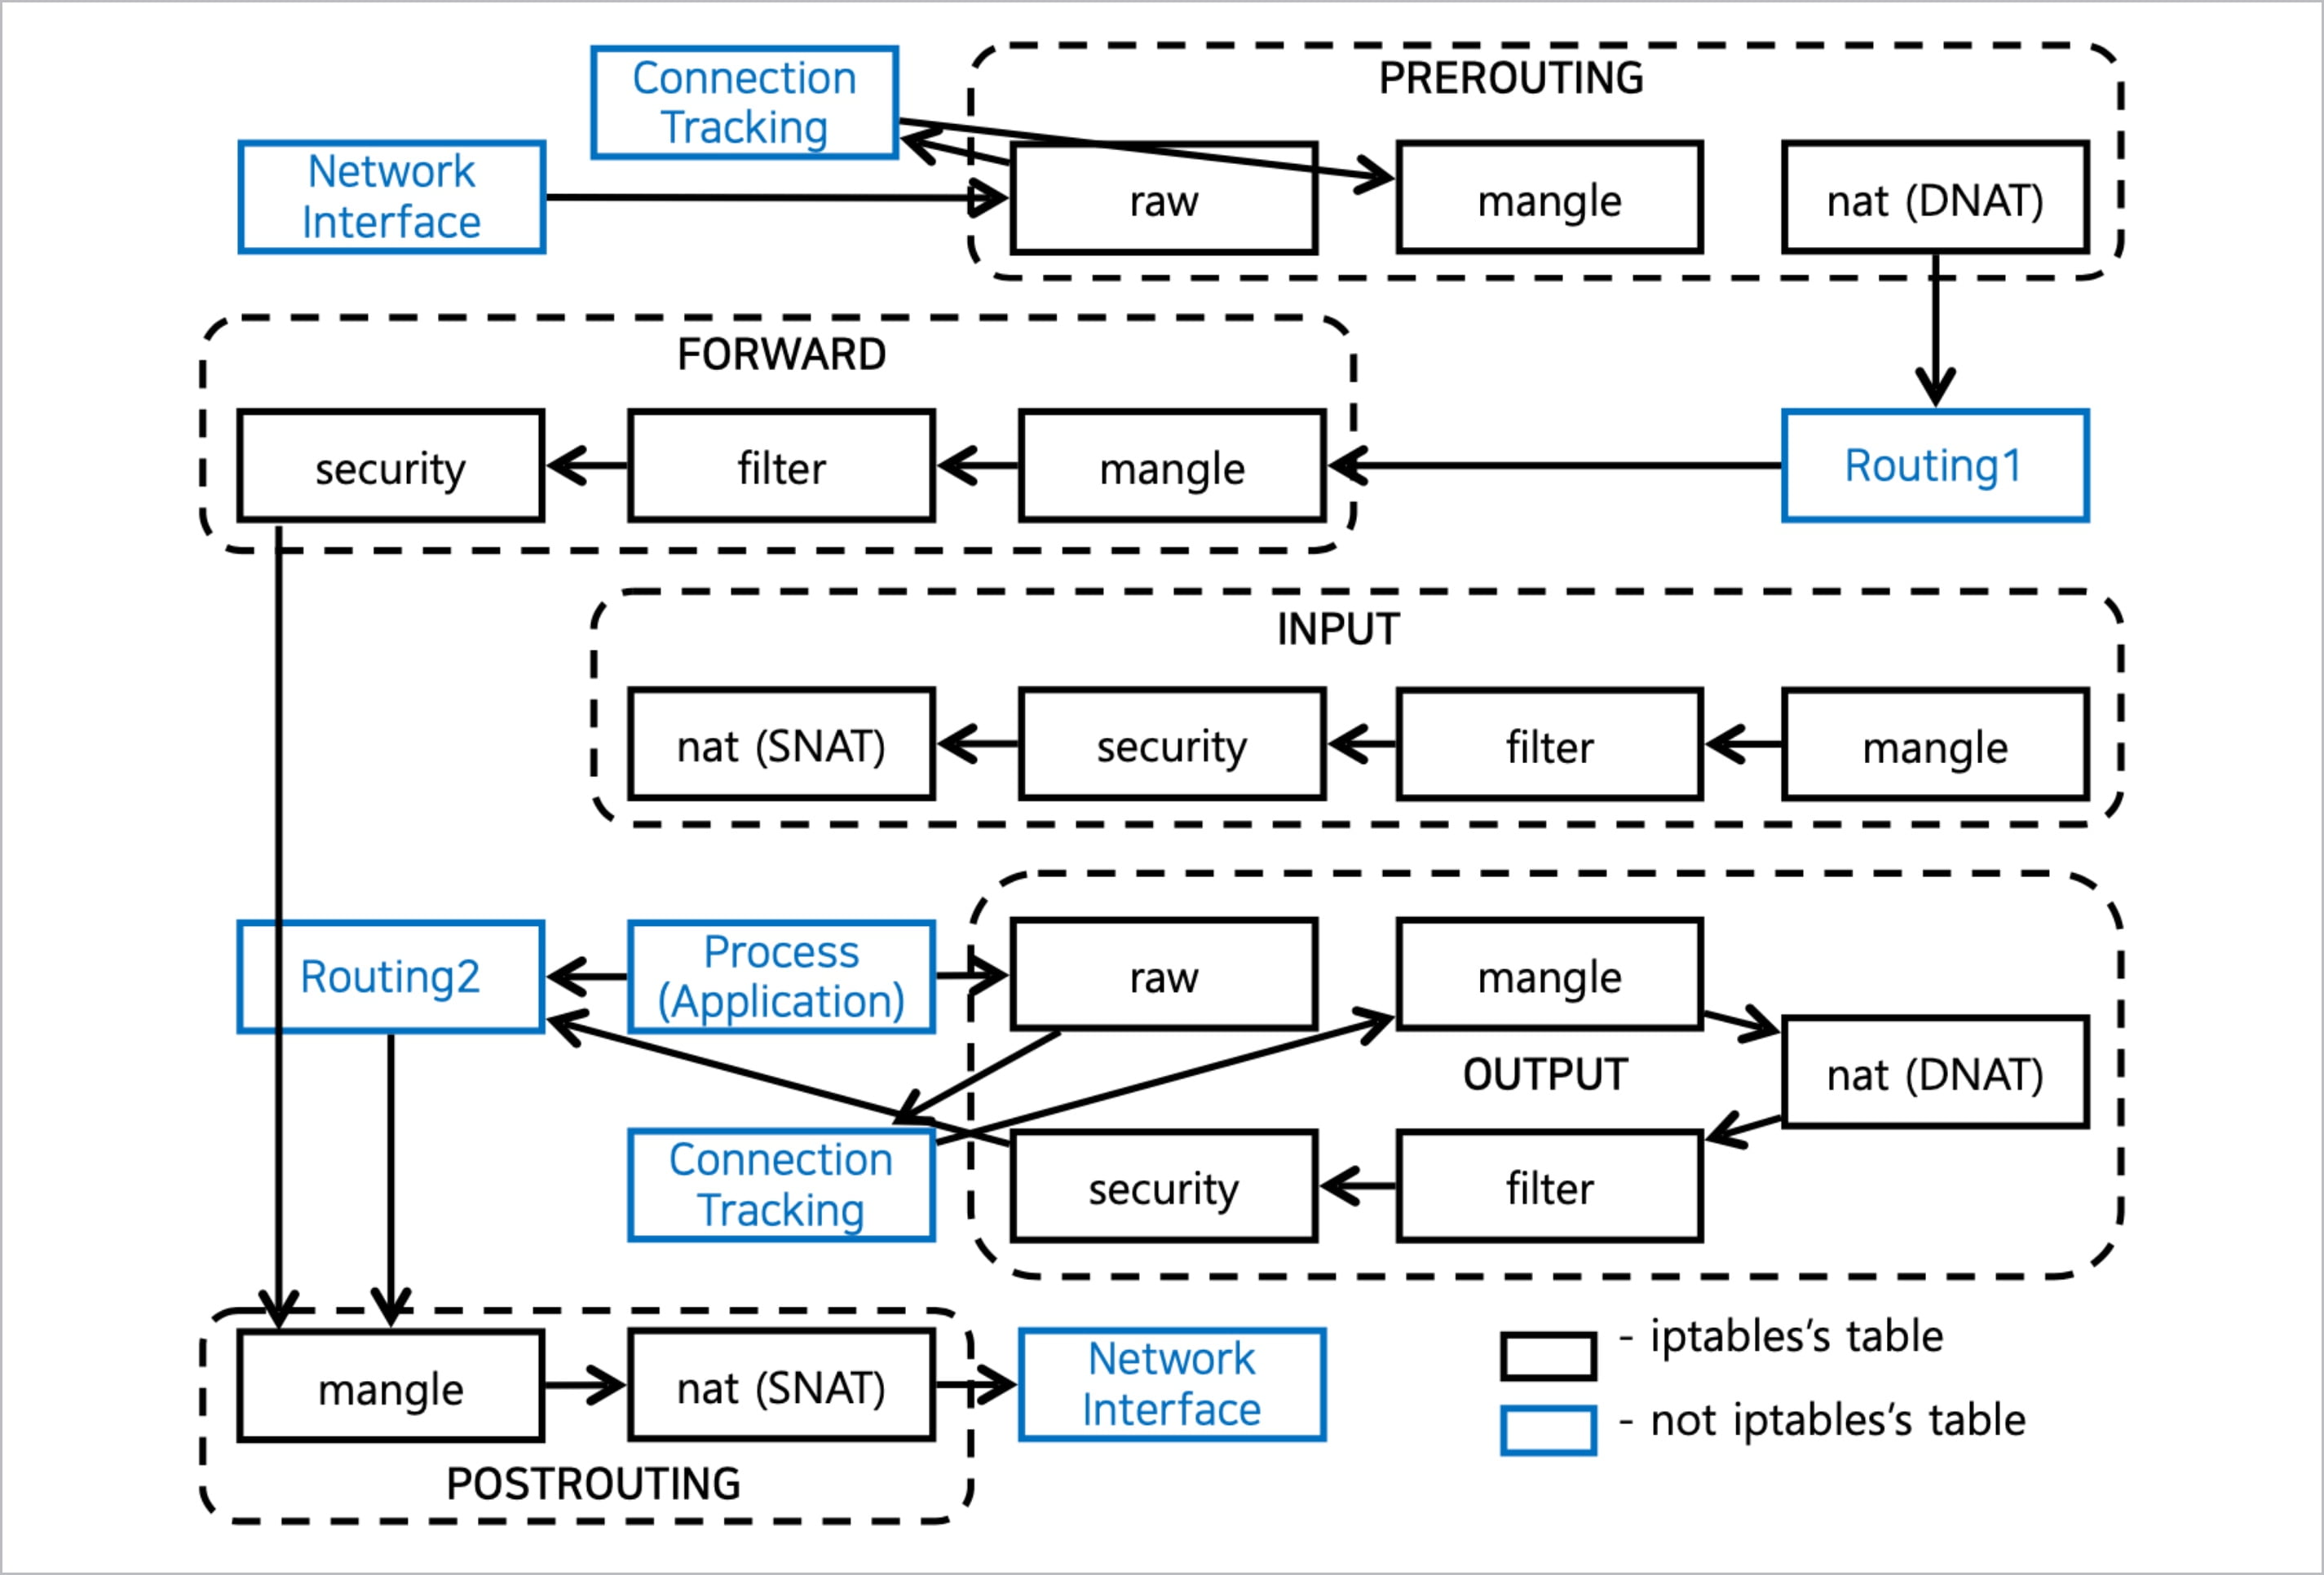 Connection
Tracking
PREROUTING
Network
Interface
raw
mangle
nat (DNAT)
FORWARD
security
filter
mangle
Routing1
INPUT
nat (SNAT)
security
filter
mangle
Routing2
Process
(Application)
raw
mangle
OUTPUT
nat (DNAT)
Connection
Tracking
security
filter
mangle
nat (SNAT)
Network
Interface
POSTROUTING
- iptables's table
- not iptables's table